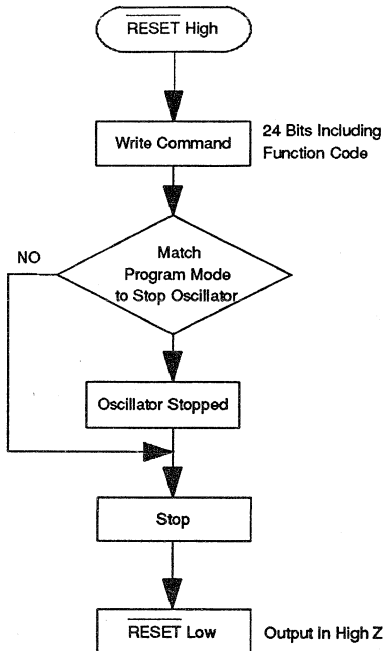 RESET High
Write Command
24 Bits Including
Function Code
Match
Program Mode
to Stop Oscillator
NO
Oscillator Stopped
Stop
RESET Low
Output in High Z